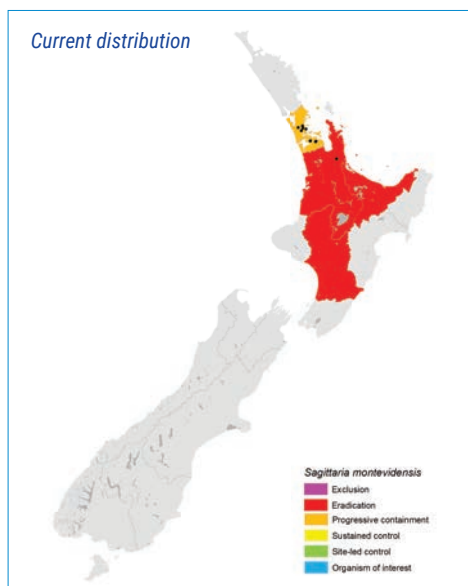 Current distribution
Sagittaria montevidensis
Exclusion
Eradication
Progressive containment
Sustained control
Site-led control
Organism of interest